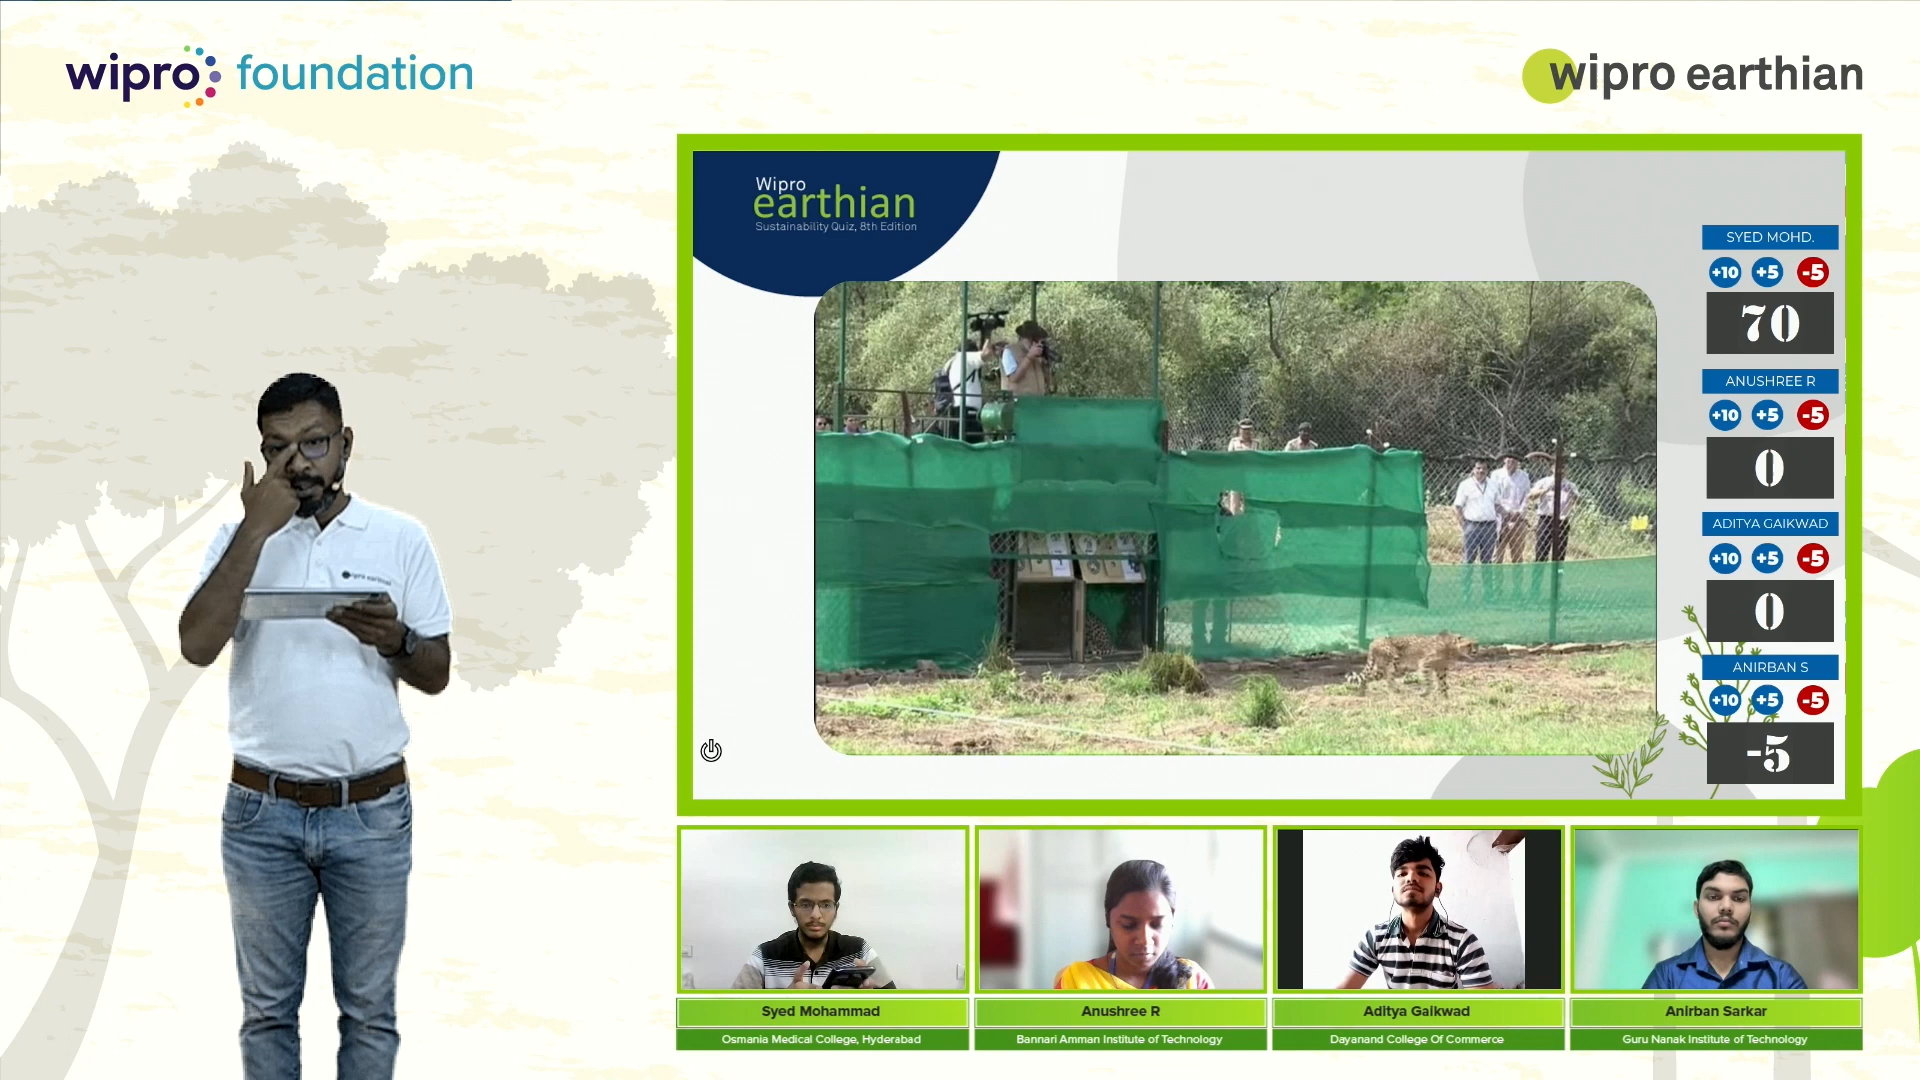 wipro foundation
wipro earthian
Wipro
earthian
Sustainability Quiz, 8th Edition
SYED MOHD.
+10 +5 -5
70
ANUSHREE R
+10 +5 -5
0
ADITYA GAIKWAD
+10 +5 -5
0
ANIRBAN S
+10 +5 -5
-5
wipro earthian
Syed Mohammad
Anushree R
Aditya Gaikwad
Anirban Sarkar
Osmania Medical College, Hyderabad
Bannari Amman Institute of Technology
Dayanand College Of Commerce
Guru Nanak Institute of Technology